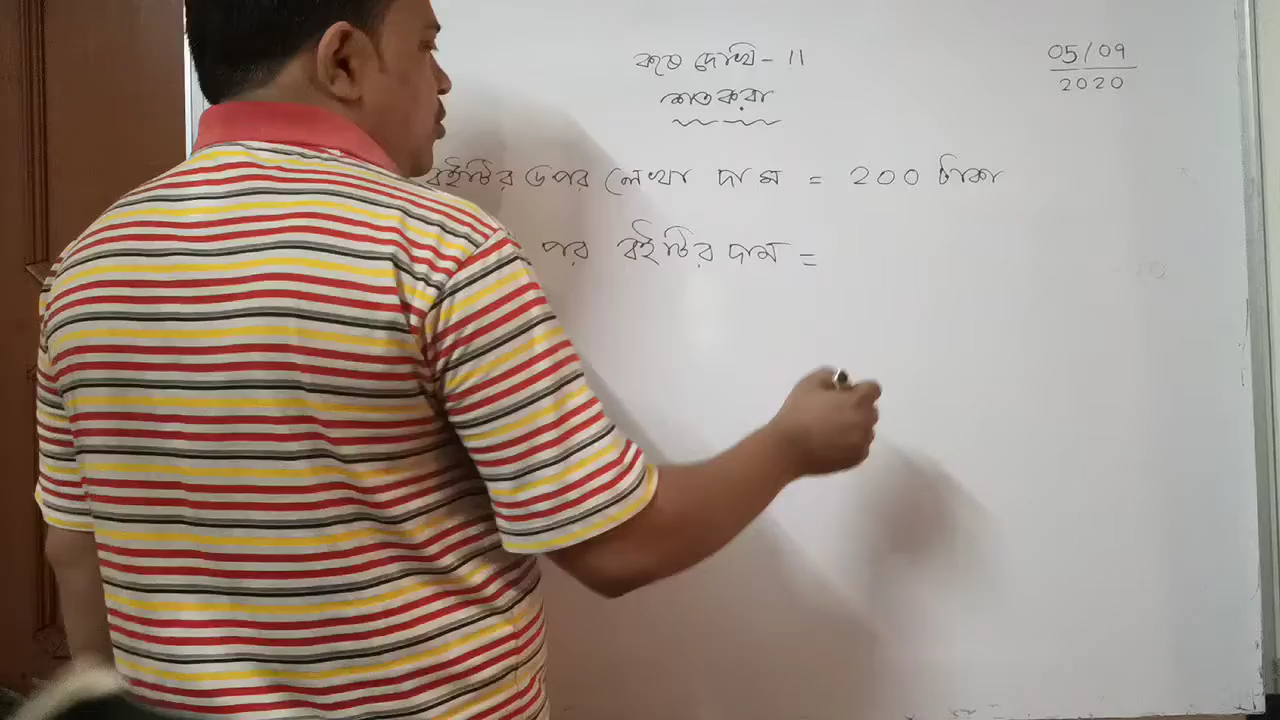 কষে দেখি - 11
05/09
2020
শতকরা
বইটির উপর লেখা দাম = 200 টাকা
পর বইটির দাম =